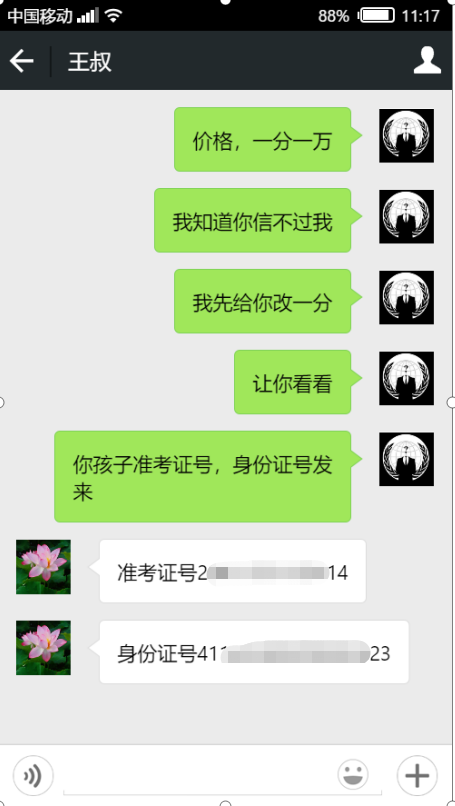 中国移动 88% 11:17
王叔
价格，一分一万
我知道你信不过我
我先给你改一分
让你看看
你孩子准考证号，身份证号发
来
准考证号2 14
身份证号411 23